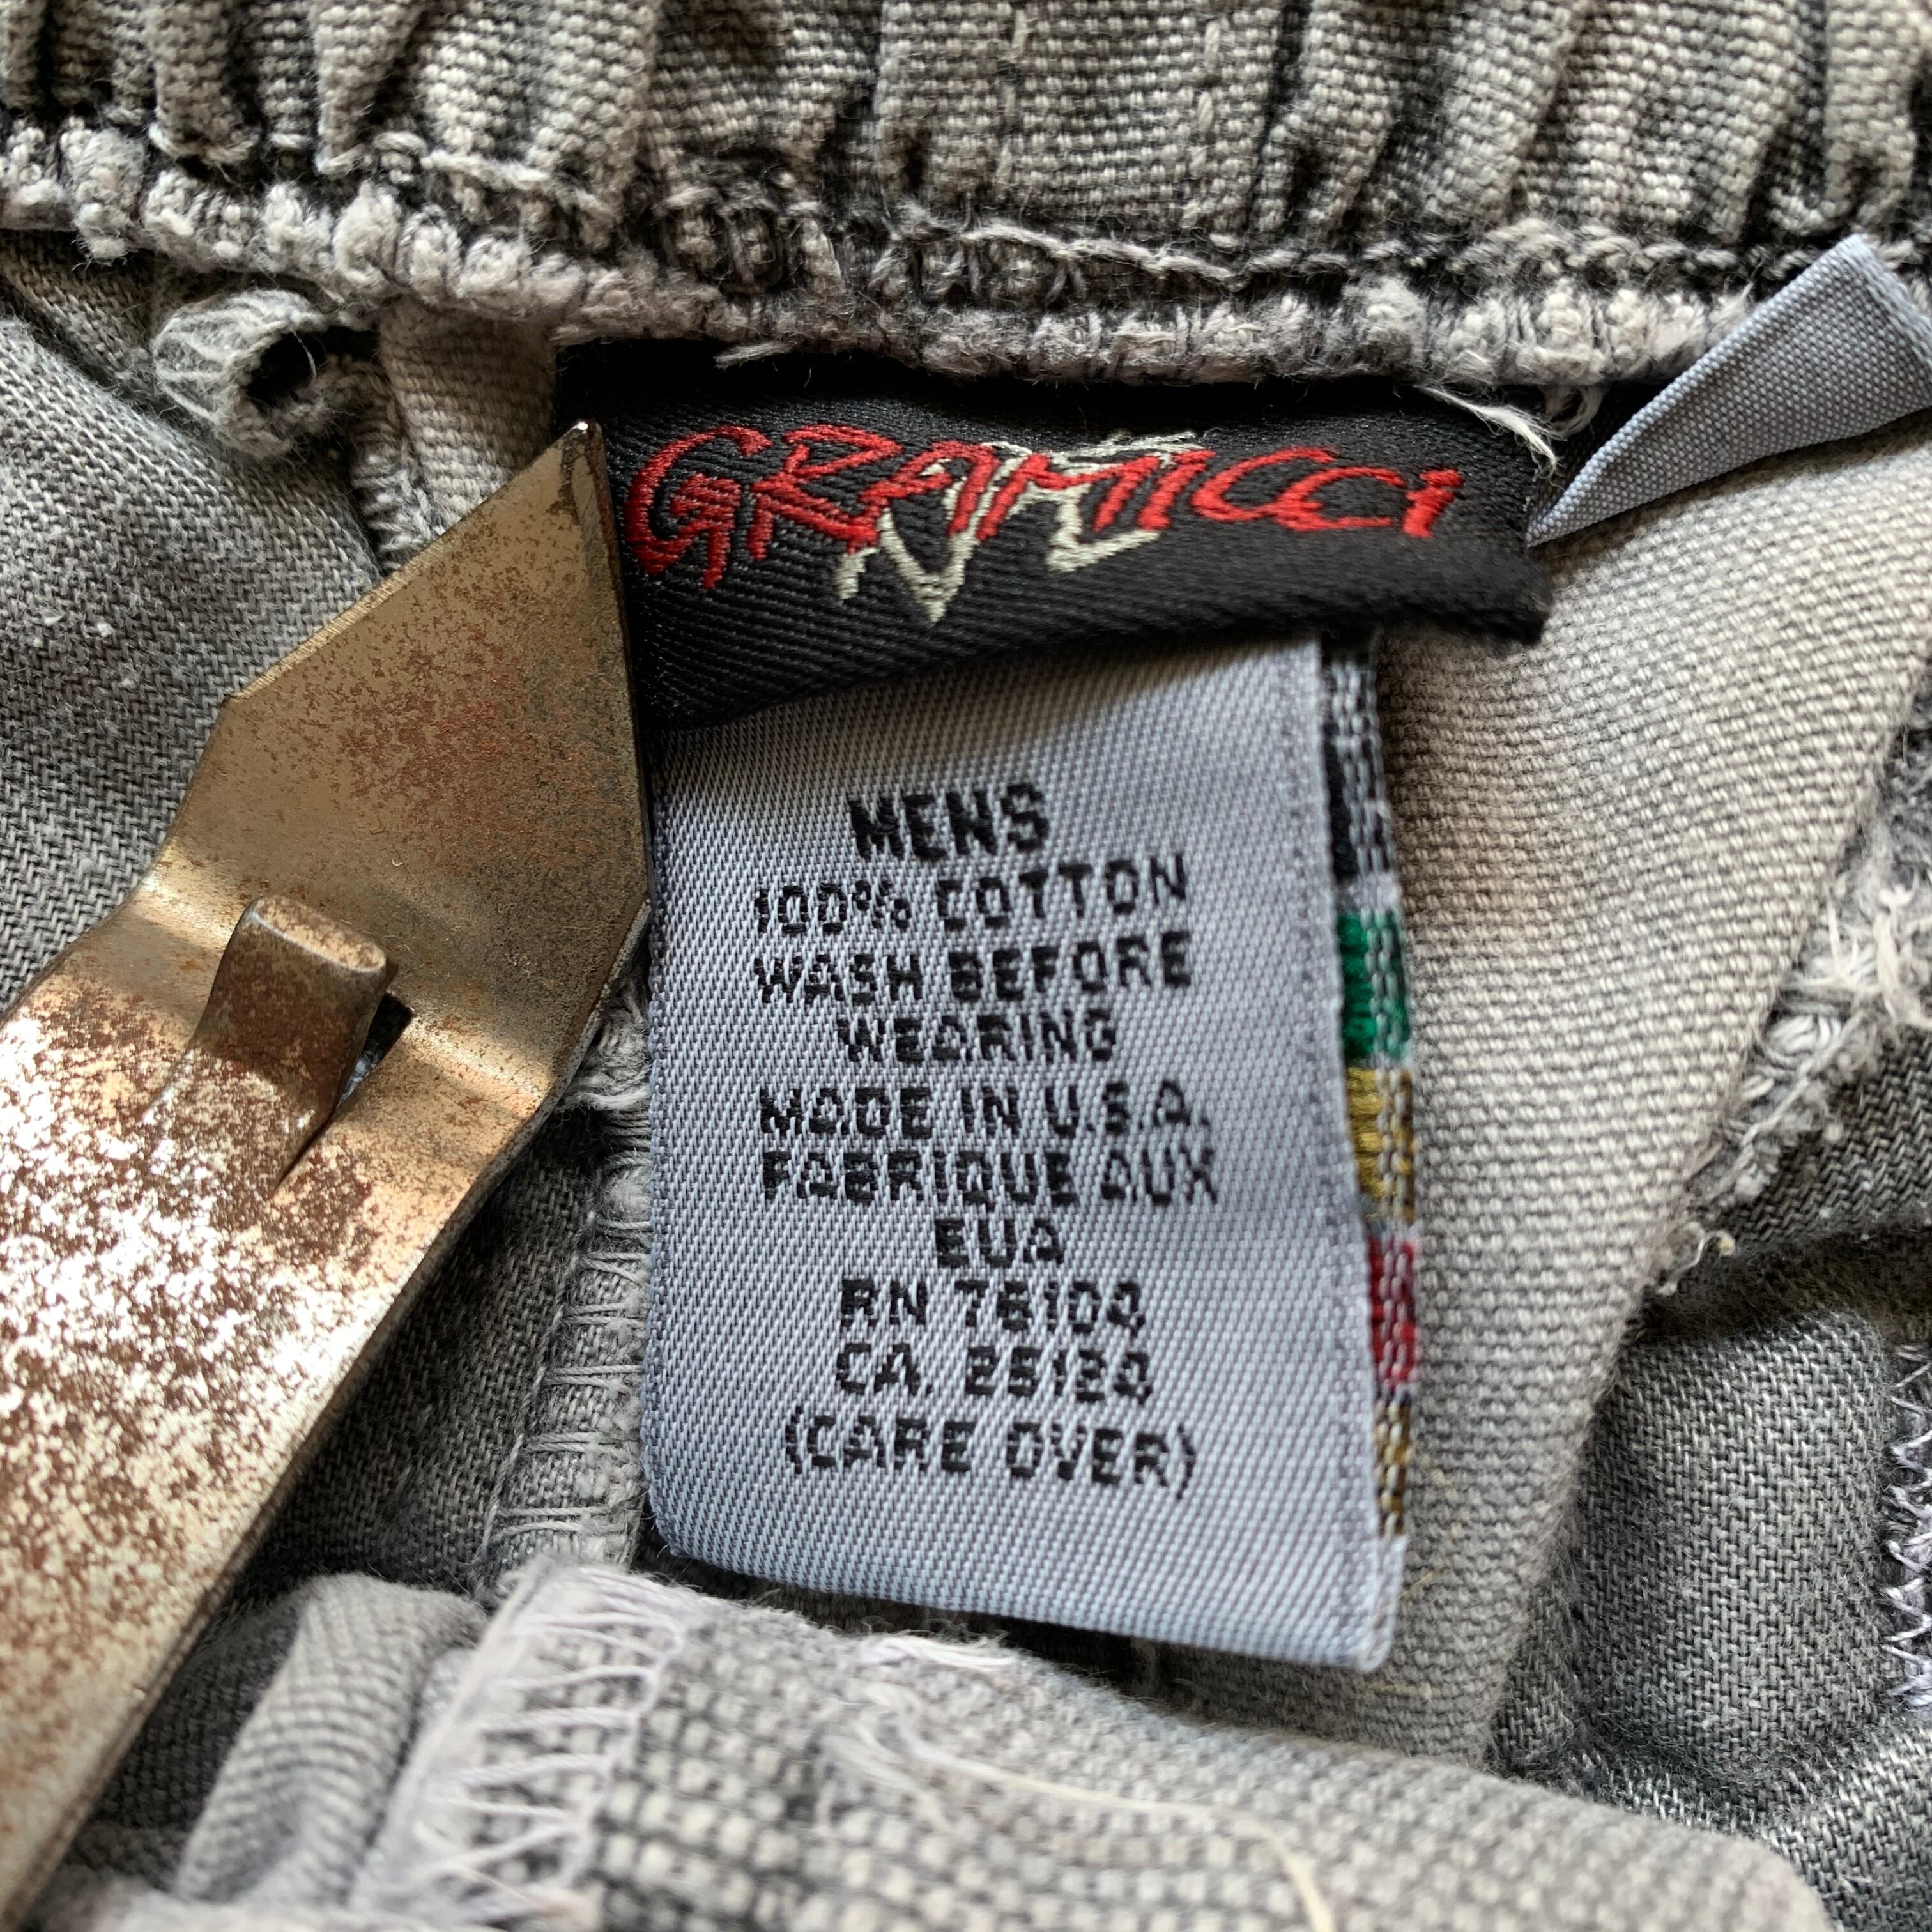 GRAMICCI
MENS
100% COTTON
WASH BEFORE
WEARING
MADE IN U.S.A.
FABRIQUE AUX
EUA
RN 76104
CA. 25124
(CARE OVER)